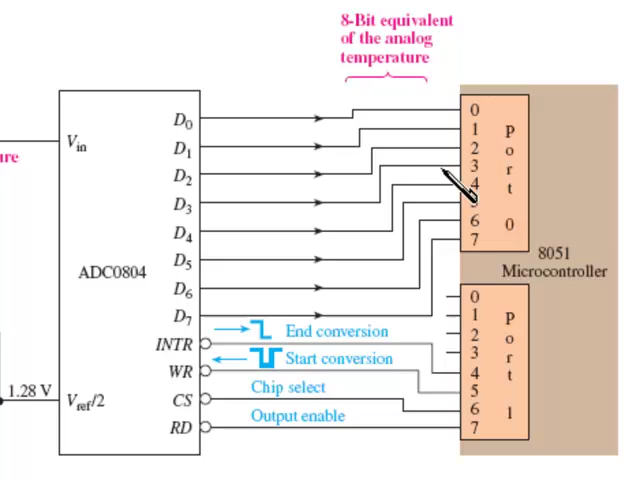 8-Bit equivalent
of the analog
temperature
ure
V_in
1.28 V
V_ref/2
ADC0804
D_0
D_1
D_2
D_3
D_4
D_5
D_6
D_7
INTR
WR
CS
RD
End conversion
Start conversion
Chip select
Output enable
0
1
2
3
4
5
6
7
Port 0
0
1
2
3
4
5
6
7
Port 1
8051
Microcontroller